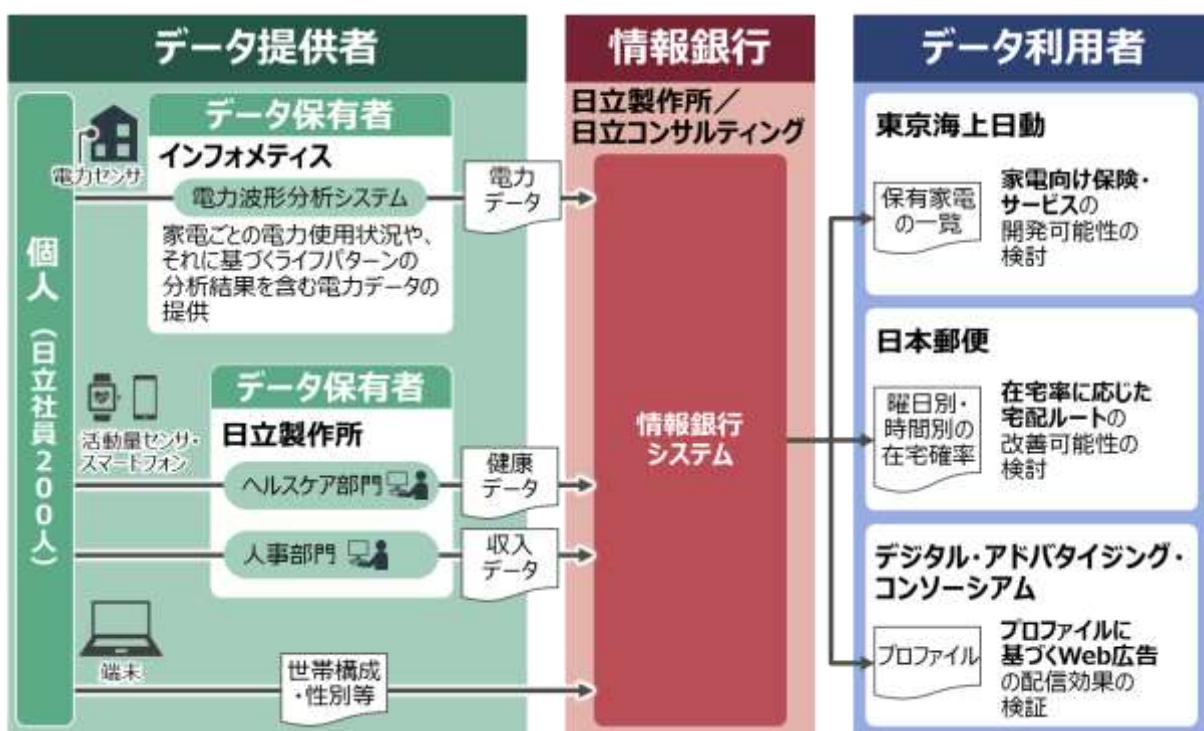 データ提供者
個人（日立社員200人）
電力センサ
データ保有者
インフォメティス
電力波形分析システム
家電ごとの電力使用状況や、
それに基づくライフパターンの
分析結果を含む電力データの
提供
電力
データ
活動量センサ・
スマートフォン
データ保有者
日立製作所
ヘルスケア部門
健康
データ
人事部門
収入
データ
端末
世帯構成
・性別等
情報銀行
日立製作所／
日立コンサルティング
情報銀行
システム
データ利用者
東京海上日動
保有家電
の一覧
家電向け保険・
サービスの
開発可能性の
検討
日本郵便
曜日別・
時間別の
在宅確率
在宅率に応じた
宅配ルートの
改善可能性の
検討
デジタル・アドバタイジング・
コンソーシアム
プロファイル
プロファイルに
基づくWeb広告
の配信効果の
検証